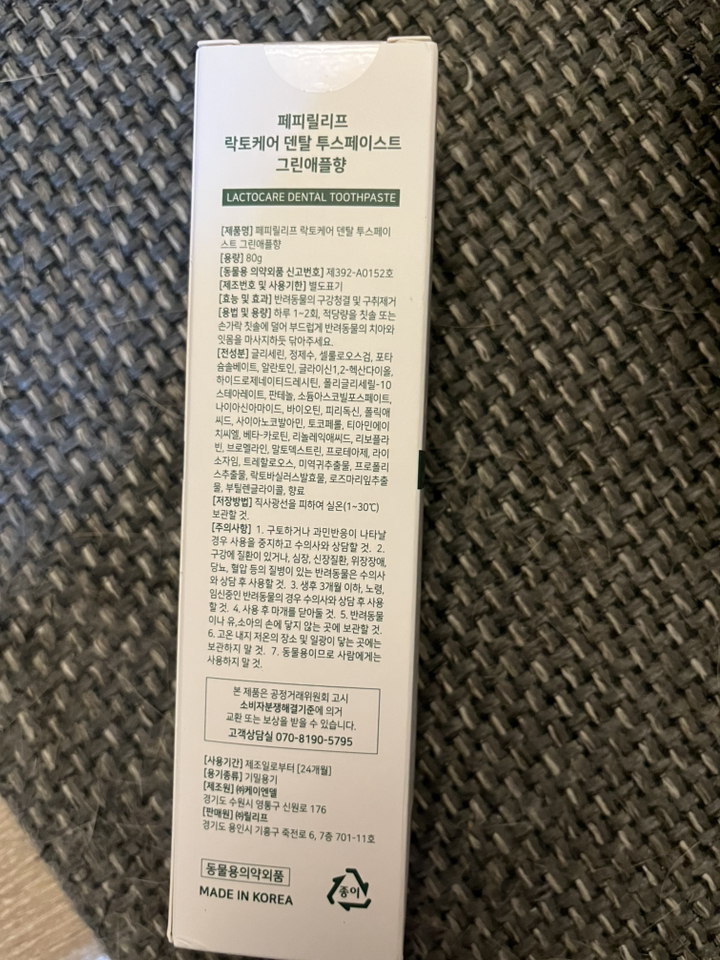 페피릴리프
락토케어 덴탈 투스페이스트
그린애플향
LACTOCARE DENTAL TOOTHPASTE
[제품명] 페피릴리프 락토케어 덴탈 투스페이
스트 그린애플향
[용량] 80g
[동물용 의약외품 신고번호] 제392-A0152호
[제조번호 및 사용기한] 별도표기
[효능 및 효과] 반려동물의 구강청결 및 구취제거
[용법 및 용량] 하루 1~2회, 적당량을 칫솔 또는
손가락 칫솔에 덜어 부드럽게 반려동물의 치아와
잇몸을 마사지하듯 닦아주세요.
[전성분] 글리세린, 정제수, 셀룰로오스검, 포타
슘솔베이트, 알란토인, 글라이신1,2-헥산다이올,
하이드로제네이티드레시틴, 폴리글리세릴-10
스테아레이트, 판테놀, 소듐아스코빌포스페이트,
나이아신아마이드, 바이오틴, 피리독신, 폴릭애
씨드, 사이아노코발아민, 토코페롤, 티아민에이
치씨엘, 베타-카로틴, 리놀레익애씨드, 리보플라
빈, 브로멜라인, 말토덱스트린, 프로테아제, 라이
소자임, 트레할로오스, 미역귀추출물, 프로폴리
스추출물, 락토바실러스발효물, 로즈마리잎추출
물, 부틸렌글라이콜, 향료
[저장방법] 직사광선을 피하여 실온(1~30℃)
보관할 것.
[주의사항] 1. 구토하거나 과민반응이 나타날
경우 사용을 중지하고 수의사와 상담할 것. 2.
구강에 질환이 있거나, 심장, 신장질환, 위장장애,
당뇨, 혈압 등의 질병이 있는 반려동물은 수의사
와 상담 후 사용할 것. 3. 생후 3개월 이하, 노령,
임신중인 반려동물의 경우 수의사와 상담 후 사용
할 것. 4. 사용 후 마개를 닫아둘 것. 5. 반려동물
이나 유,소아의 손에 닿지 않는 곳에 보관할 것.
6. 고온 내지 저온의 장소 및 일광이 닿는 곳에는
보관하지 말 것. 7. 동물용이므로 사람에게는
사용하지 말 것.
본 제품은 공정거래위원회 고시
소비자분쟁해결기준에 의거
교환 또는 보상을 받을 수 있습니다.
고객상담실 070-8190-5795
[사용기간] 제조일로부터 [24개월]
[용기종류] 기밀용기
[제조원] ㈜케이엔델
경기도 수원시 영통구 신원로 176
[판매원] ㈜릴리프
경기도 용인시 기흥구 죽전로 6, 7층 701-11호
동물용의약외품
MADE IN KOREA
종이